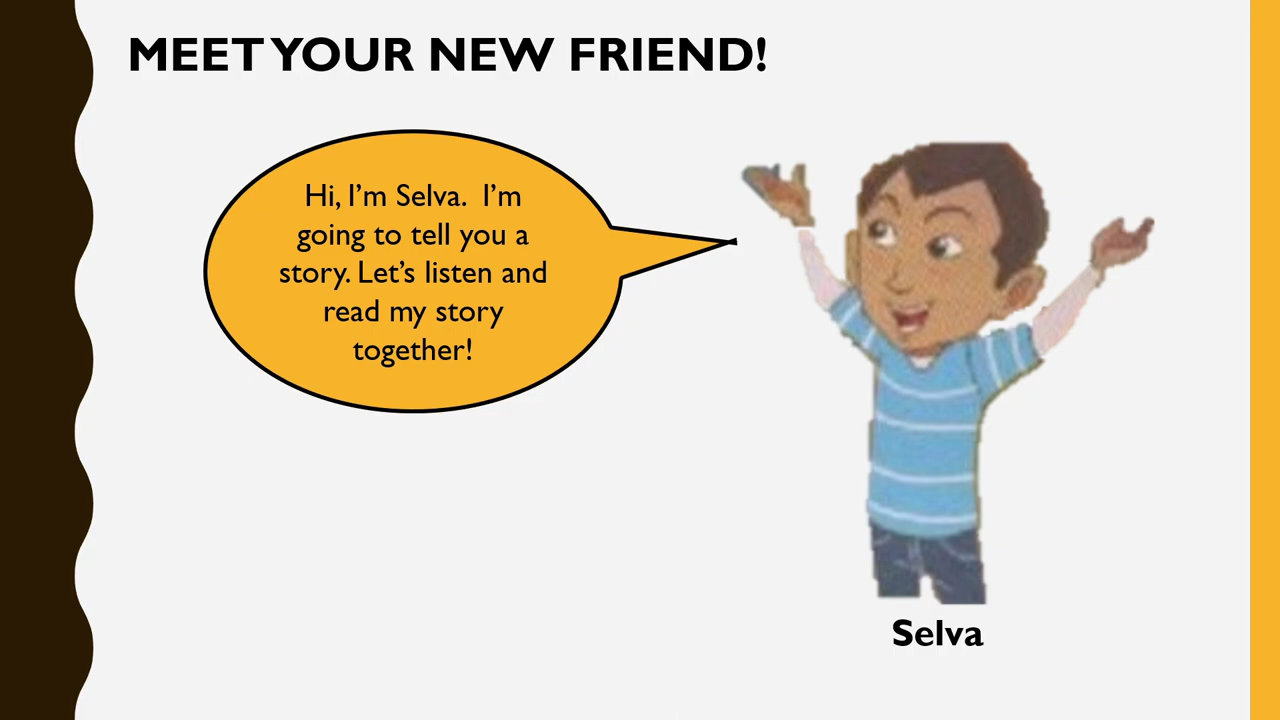 MEET YOUR NEW FRIEND!
Hi, I’m Selva.  I’m
going to tell you a
story. Let’s listen and
read my story
together!
Selva